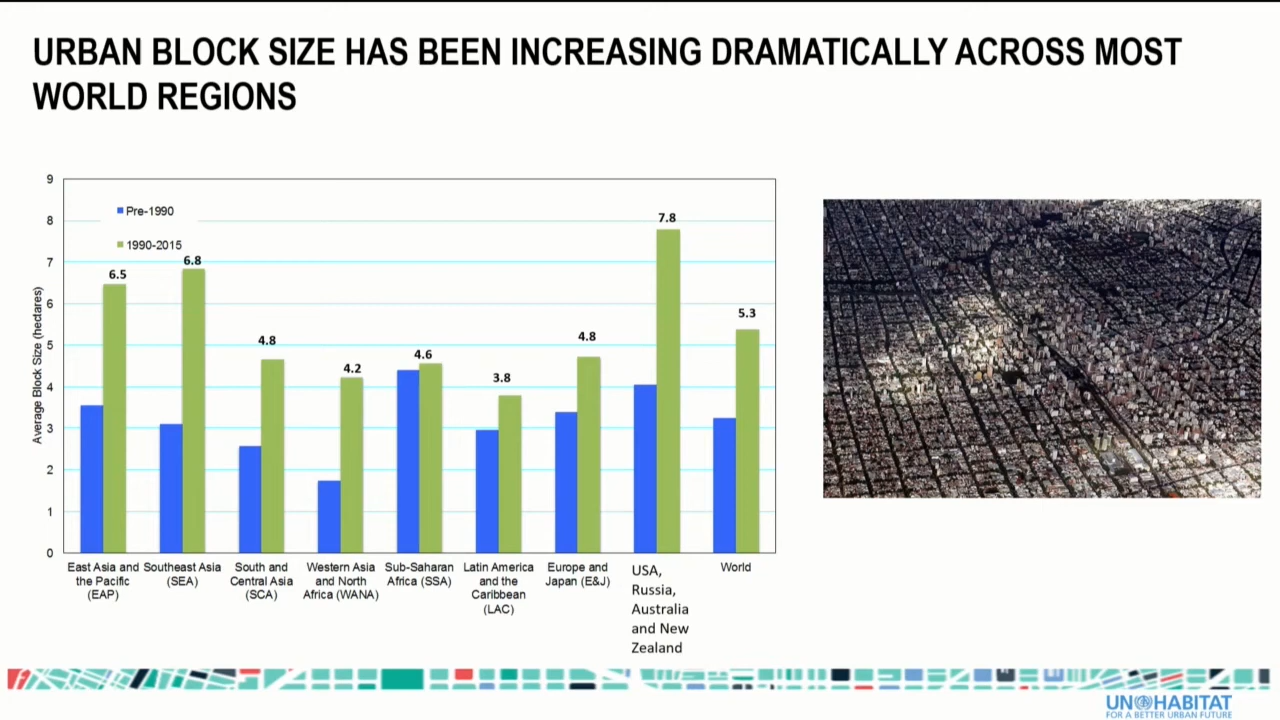 URBAN BLOCK SIZE HAS BEEN INCREASING DRAMATICALLY ACROSS MOST
WORLD REGIONS
Average Block Size (hectares)
9
8
7
6
5
4
3
2
1
0
Pre-1990
1990-2015
6.5
6.8
4.8
4.2
4.6
3.8
4.8
7.8
5.3
East Asia and
the Pacific
(EAP)
Southeast Asia
(SEA)
South and
Central Asia
(SCA)
Western Asia
and North
Africa (WANA)
Sub-Saharan
Africa (SSA)
Latin America
and the
Caribbean
(LAC)
Europe and
Japan (E&J)
USA,
Russia,
Australia
and New
Zealand
World
UN HABITAT
FOR A BETTER URBAN FUTURE